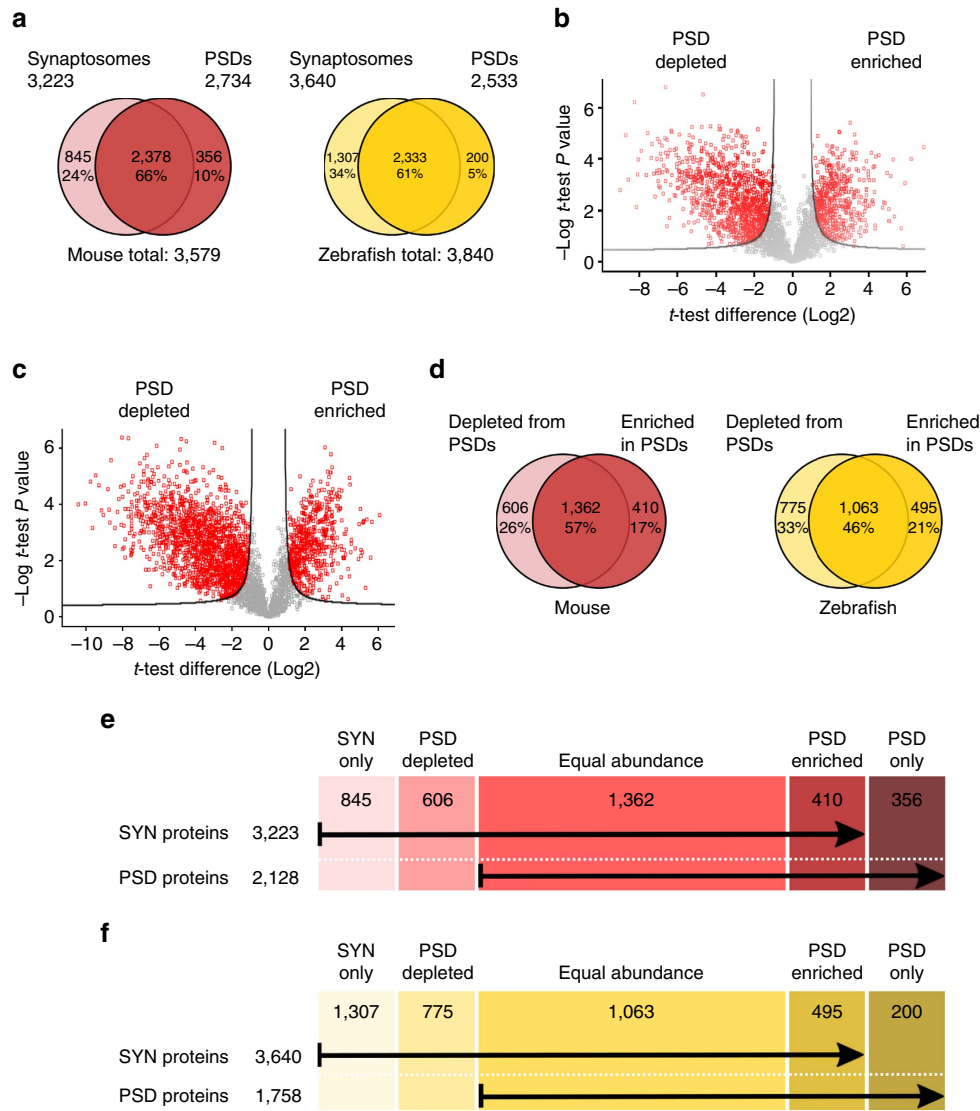 a
Synaptosomes
3,223
PSDs
2,734
845
24%
2,378
66%
356
10%
Mouse total: 3,579
Synaptosomes
3,640
PSDs
2,533
1,307
34%
2,333
61%
200
5%
Zebrafish total: 3,840
b
PSD
depleted
PSD
enriched
–Log t-test P value
6
4
2
0
–8 –6 –4 –2 0 2 4 6
t-test difference (Log2)
c
PSD
depleted
PSD
enriched
–Log t-test P value
6
4
2
0
–10 –8 –6 –4 –2 0 2 4 6
t-test difference (Log2)
d
Depleted from
PSDs
Enriched
in PSDs
606
26%
1,362
57%
410
17%
Mouse
Depleted from
PSDs
Enriched
in PSDs
775
33%
1,063
46%
495
21%
Zebrafish
e
SYN
only
PSD
depleted
Equal abundance
PSD
enriched
PSD
only
845 606 1,362 410 356
SYN proteins 3,223
PSD proteins 2,128
f
SYN
only
PSD
depleted
Equal abundance
PSD
enriched
PSD
only
1,307 775 1,063 495 200
SYN proteins 3,640
PSD proteins 1,758